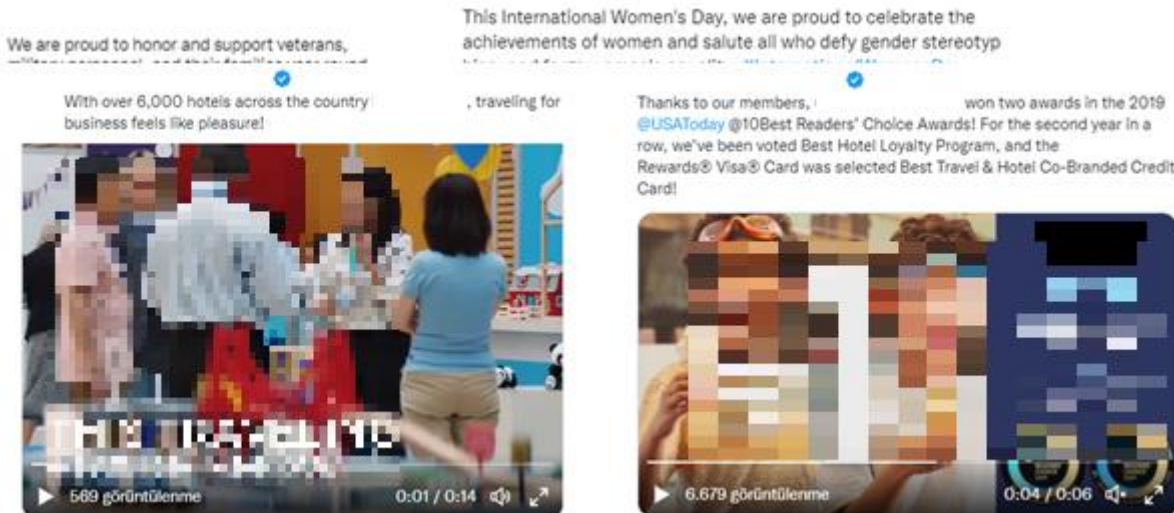 This International Women's Day, we are proud to celebrate the
We are proud to honor and support veterans,
achievements of women and salute all who defy gender stereotyp
With over 6,000 hotels across the country , traveling for
business feels like pleasure!
Thanks to our members, won two awards in the 2019
@USAToday @10Best Readers' Choice Awards! For the second year in a
row, we've been voted Best Hotel Loyalty Program, and the
Rewards® Visa® Card was selected Best Travel & Hotel Co-Branded Credit
Card!
569 görüntülenme 0:01 / 0:14
6.679 görüntülenme 0:04 / 0:06